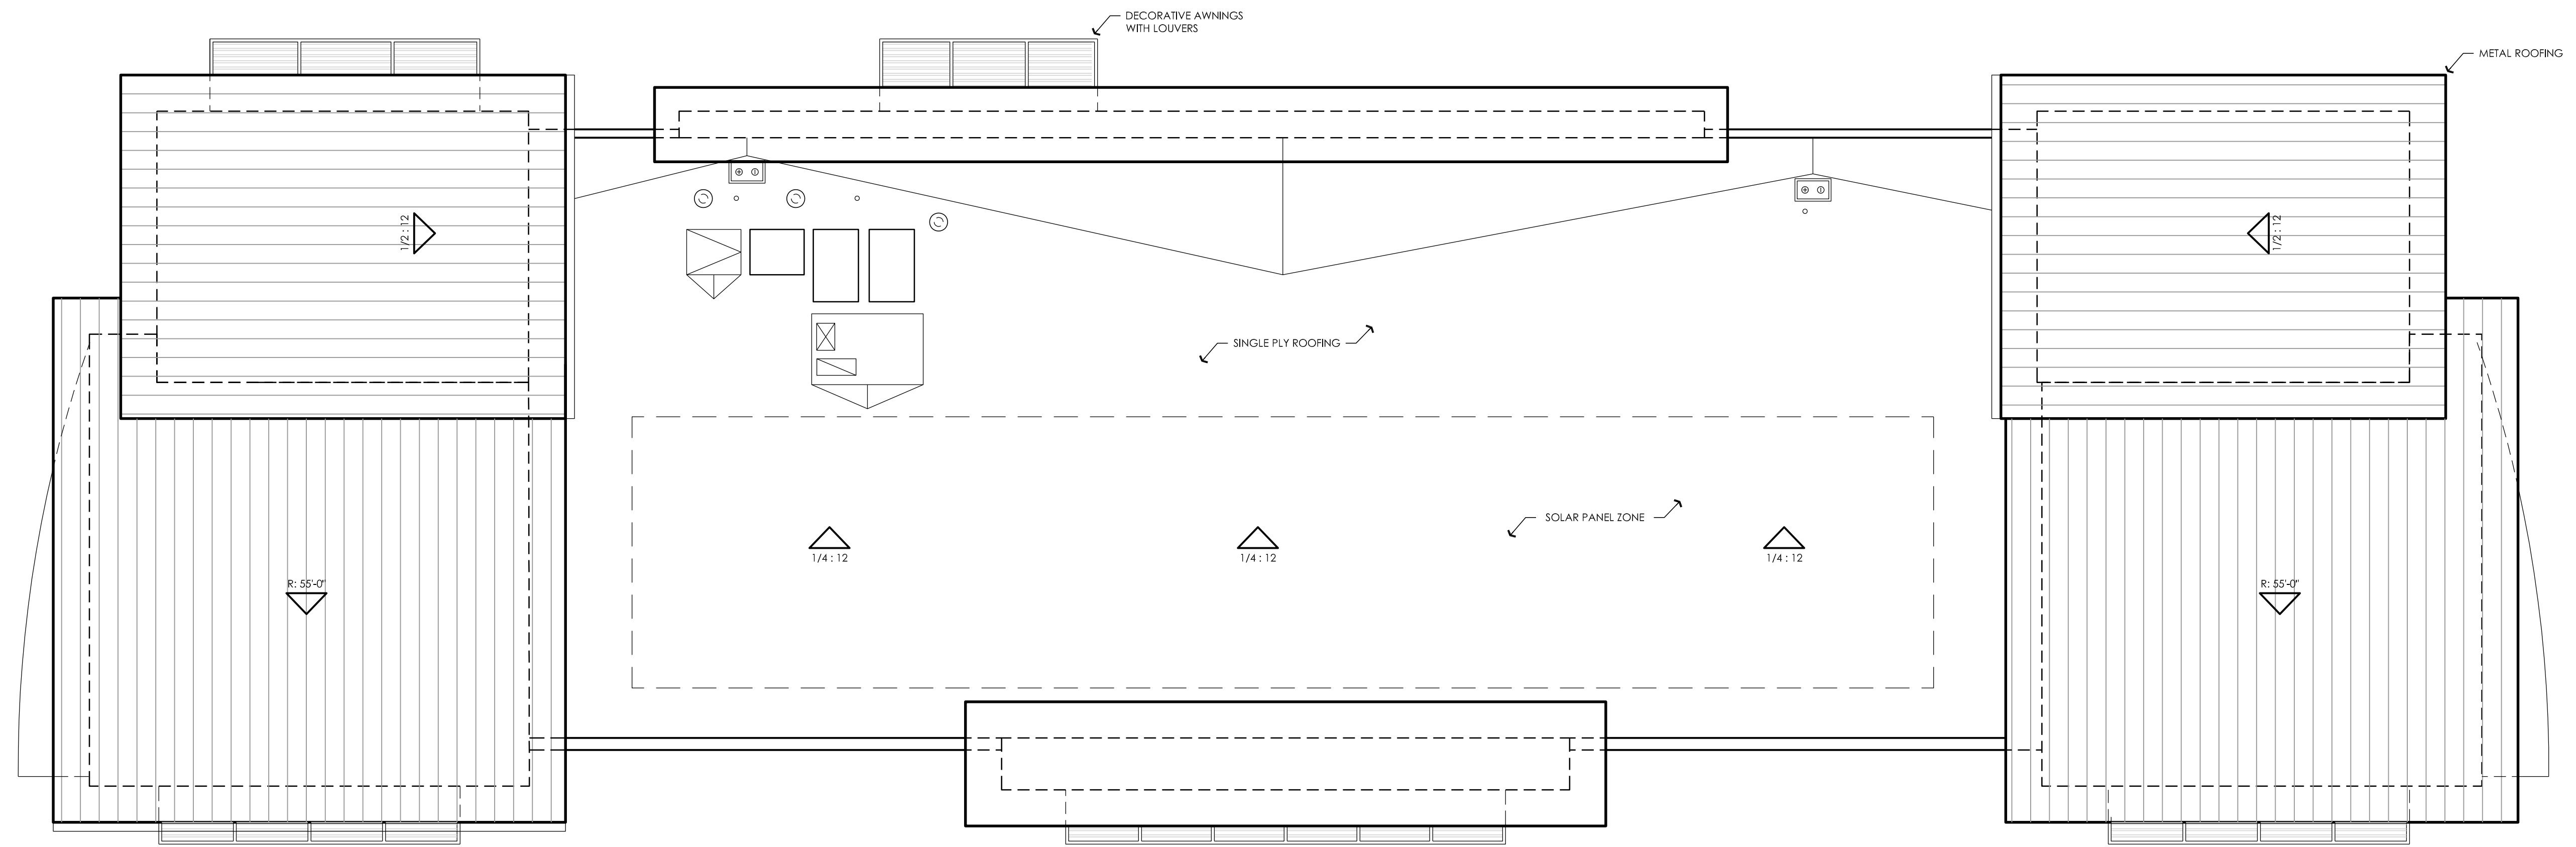 DECORATIVE AWNINGS
WITH LOUVERS
METAL ROOFING
1/2 : 12
1/2 : 12
SINGLE PLY ROOFING
SOLAR PANEL ZONE
1/4 : 12
1/4 : 12
1/4 : 12
R: 55'-0"
R: 55'-0"